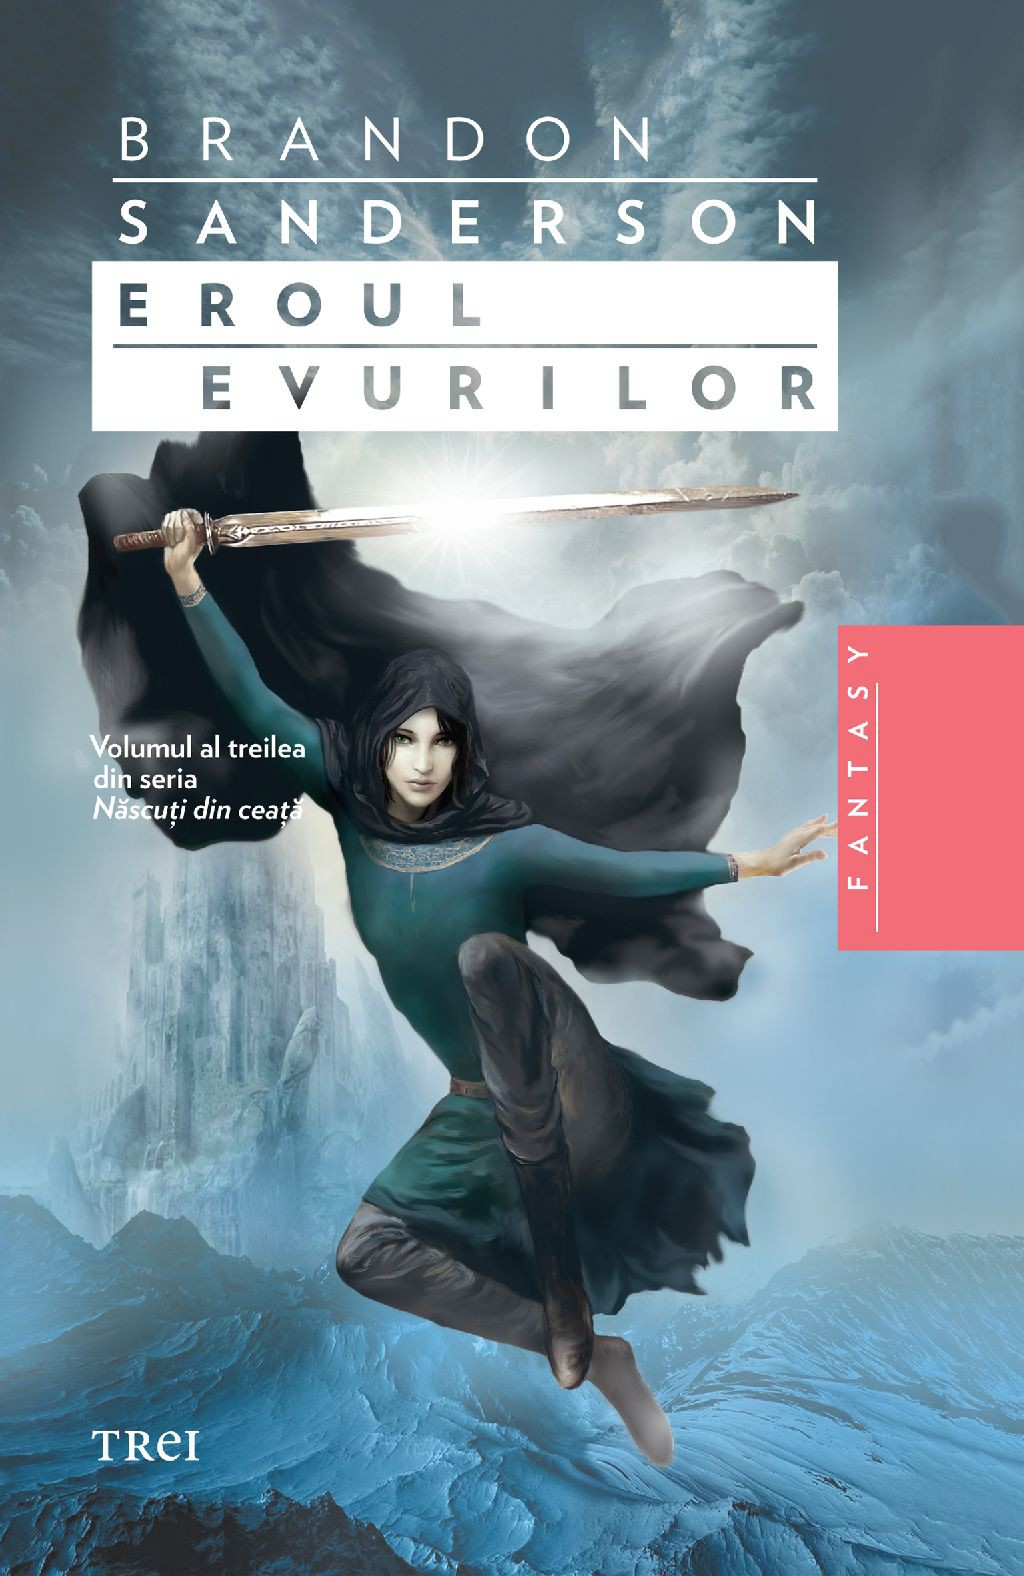 BRANDON
SANDERSON
EROUL
EVURILOR
FANTASY
Volumul al treilea
din seria
Născuți din ceață
TREI